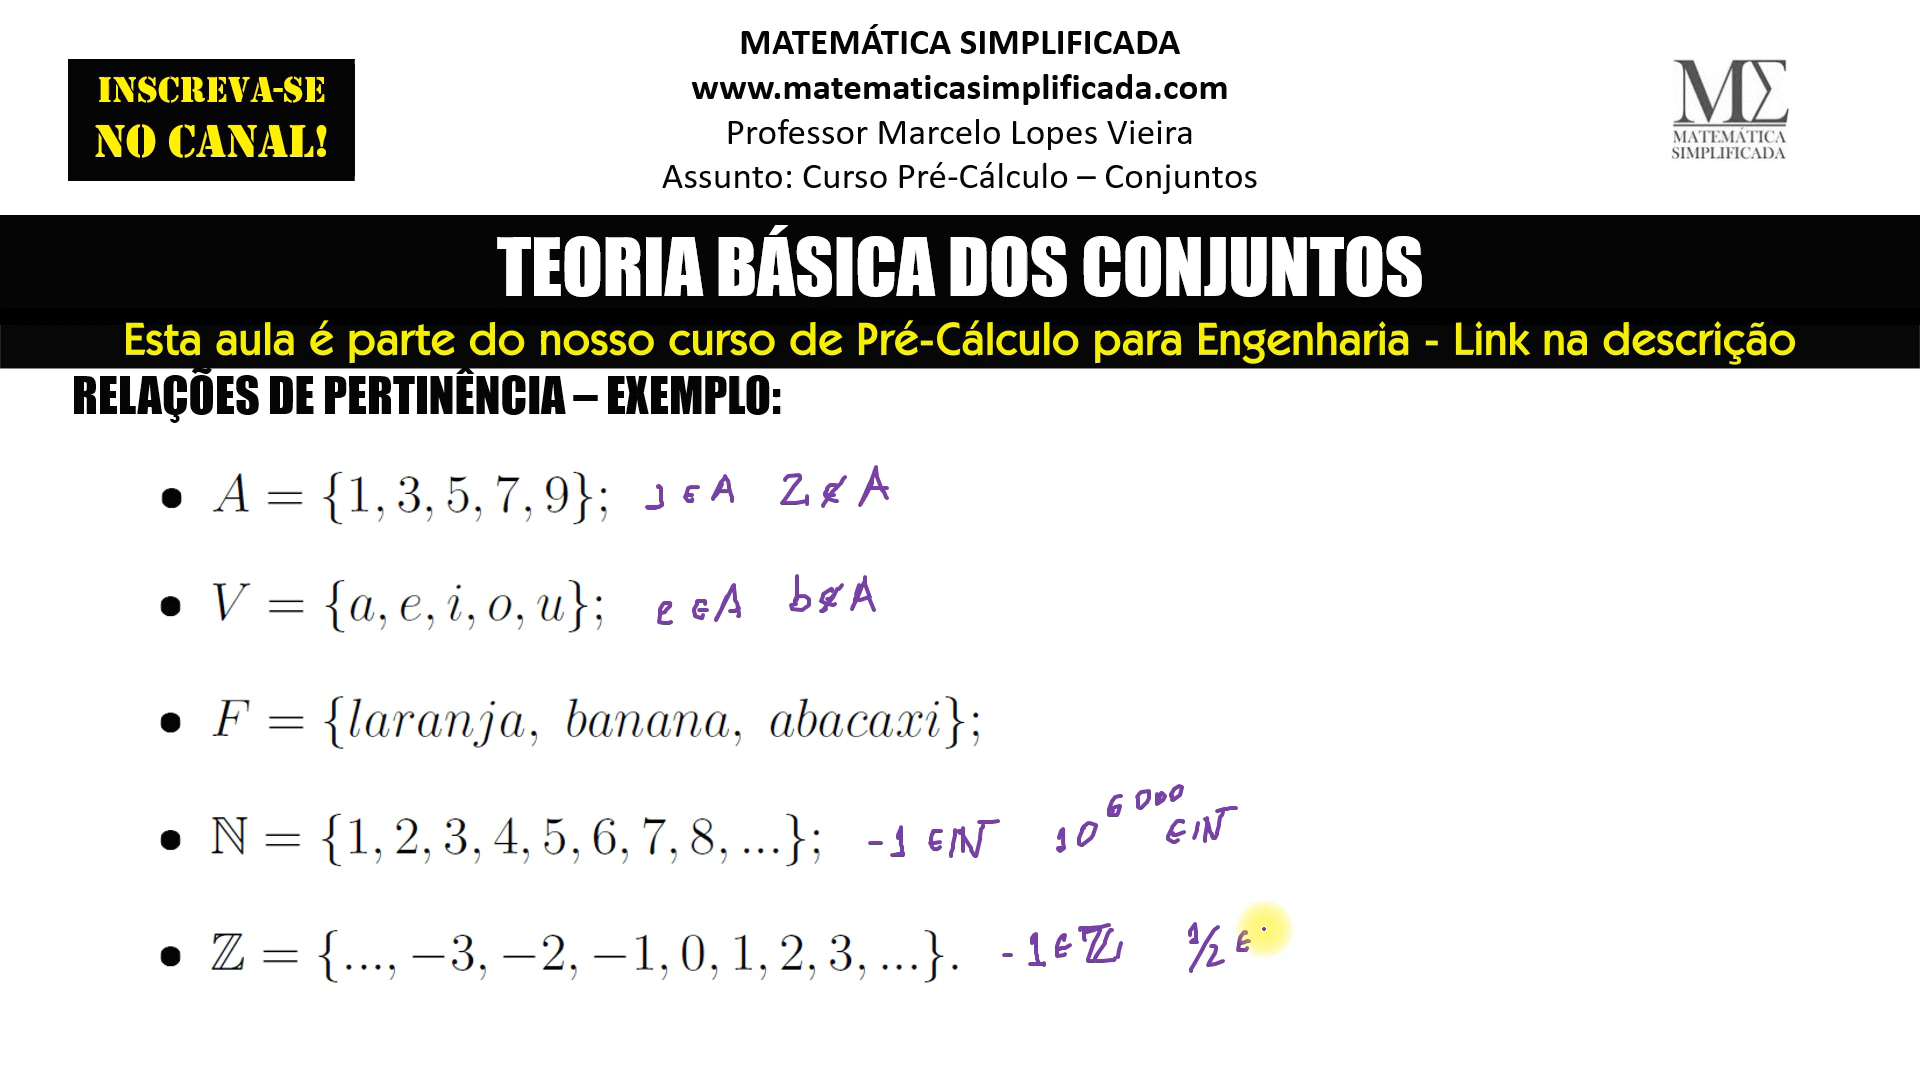 MATEMÁTICA SIMPLIFICADA
www.matematicasimplificada.com
Professor Marcelo Lopes Vieira
Assunto: Curso Pré-Cálculo – Conjuntos
INSCREVA-SE
NO CANAL!
MΣ
MATEMÁTICA
SIMPLIFICADA
TEORIA BÁSICA DOS CONJUNTOS
Esta aula é parte do nosso curso de Pré-Cálculo para Engenharia - Link na descrição
RELAÇÕES DE PERTINÊNCIA – EXEMPLO:
• A = {1, 3, 5, 7, 9}; 1 ∈ A 2 ∉ A
• V = {a, e, i, o, u}; e ∈ A b ∉ A
• F = {laranja, banana, abacaxi};
• ℕ = {1, 2, 3, 4, 5, 6, 7, 8, ...}; -1 ∈ ℕ 10^6000 ∈ ℕ
• ℤ = {..., −3, −2, −1, 0, 1, 2, 3, ...}. -1 ∈ ℤ 1/2 ∈